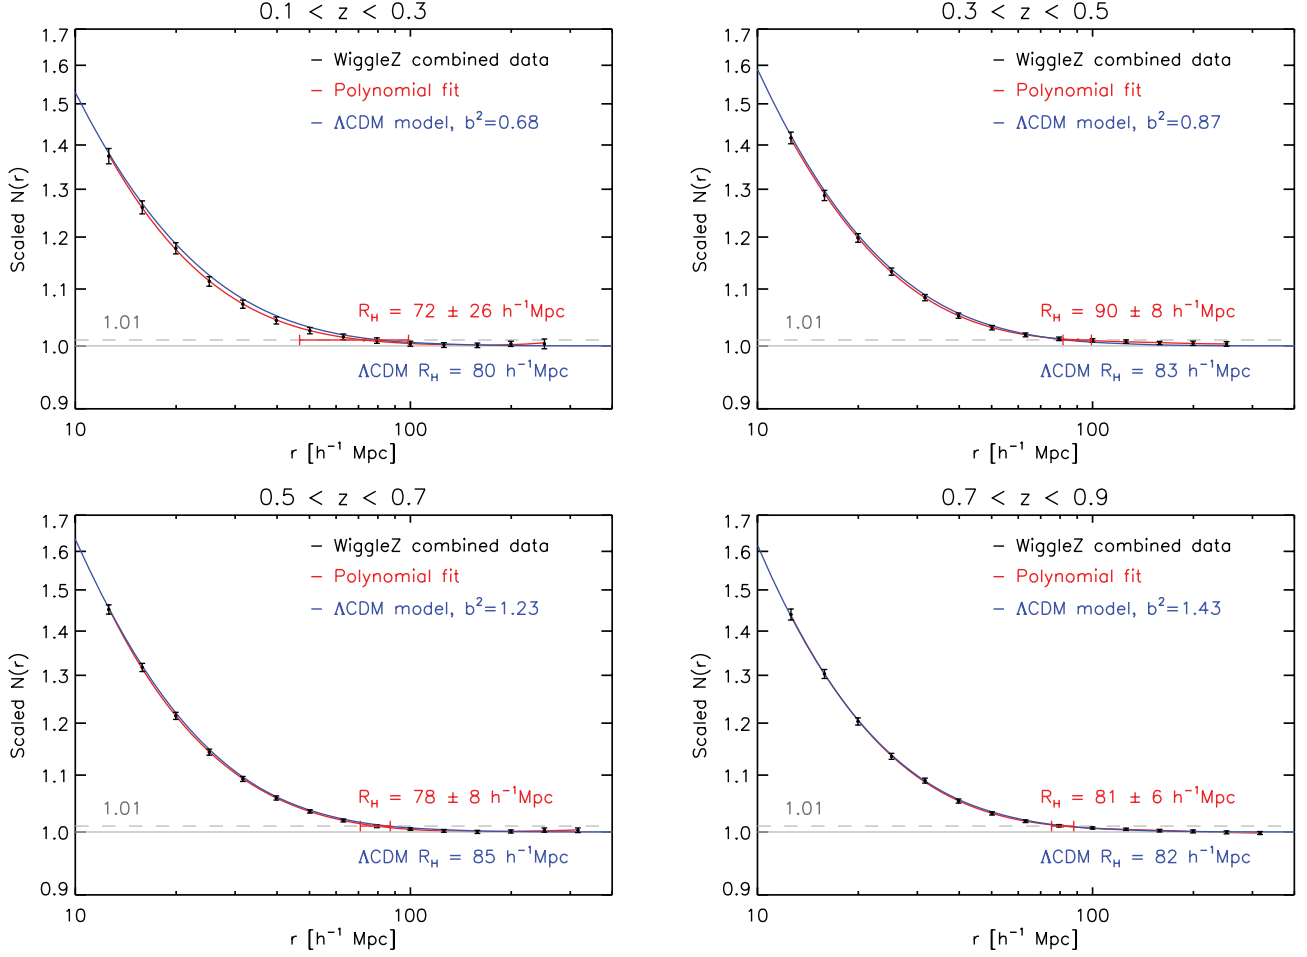 0.1 < z < 0.3
1.7
1.6
1.5
1.4
1.3
1.2
1.1
1.0
0.9
Scaled N(r)
WiggleZ combined data
Polynomial fit
ΛCDM model, b²=0.68
R_H = 72 ± 26 h⁻¹Mpc
1.01
ΛCDM R_H = 80 h⁻¹Mpc
10 100
r [h⁻¹ Mpc]
0.3 < z < 0.5
1.7
1.6
1.5
1.4
1.3
1.2
1.1
1.0
0.9
Scaled N(r)
WiggleZ combined data
Polynomial fit
ΛCDM model, b²=0.87
R_H = 90 ± 8 h⁻¹Mpc
1.01
ΛCDM R_H = 83 h⁻¹Mpc
10 100
r [h⁻¹ Mpc]
0.5 < z < 0.7
1.7
1.6
1.5
1.4
1.3
1.2
1.1
1.0
0.9
Scaled N(r)
WiggleZ combined data
Polynomial fit
ΛCDM model, b²=1.23
R_H = 78 ± 8 h⁻¹Mpc
1.01
ΛCDM R_H = 85 h⁻¹Mpc
10 100
r [h⁻¹ Mpc]
0.7 < z < 0.9
1.7
1.6
1.5
1.4
1.3
1.2
1.1
1.0
0.9
Scaled N(r)
WiggleZ combined data
Polynomial fit
ΛCDM model, b²=1.43
R_H = 81 ± 6 h⁻¹Mpc
1.01
ΛCDM R_H = 82 h⁻¹Mpc
10 100
r [h⁻¹ Mpc]